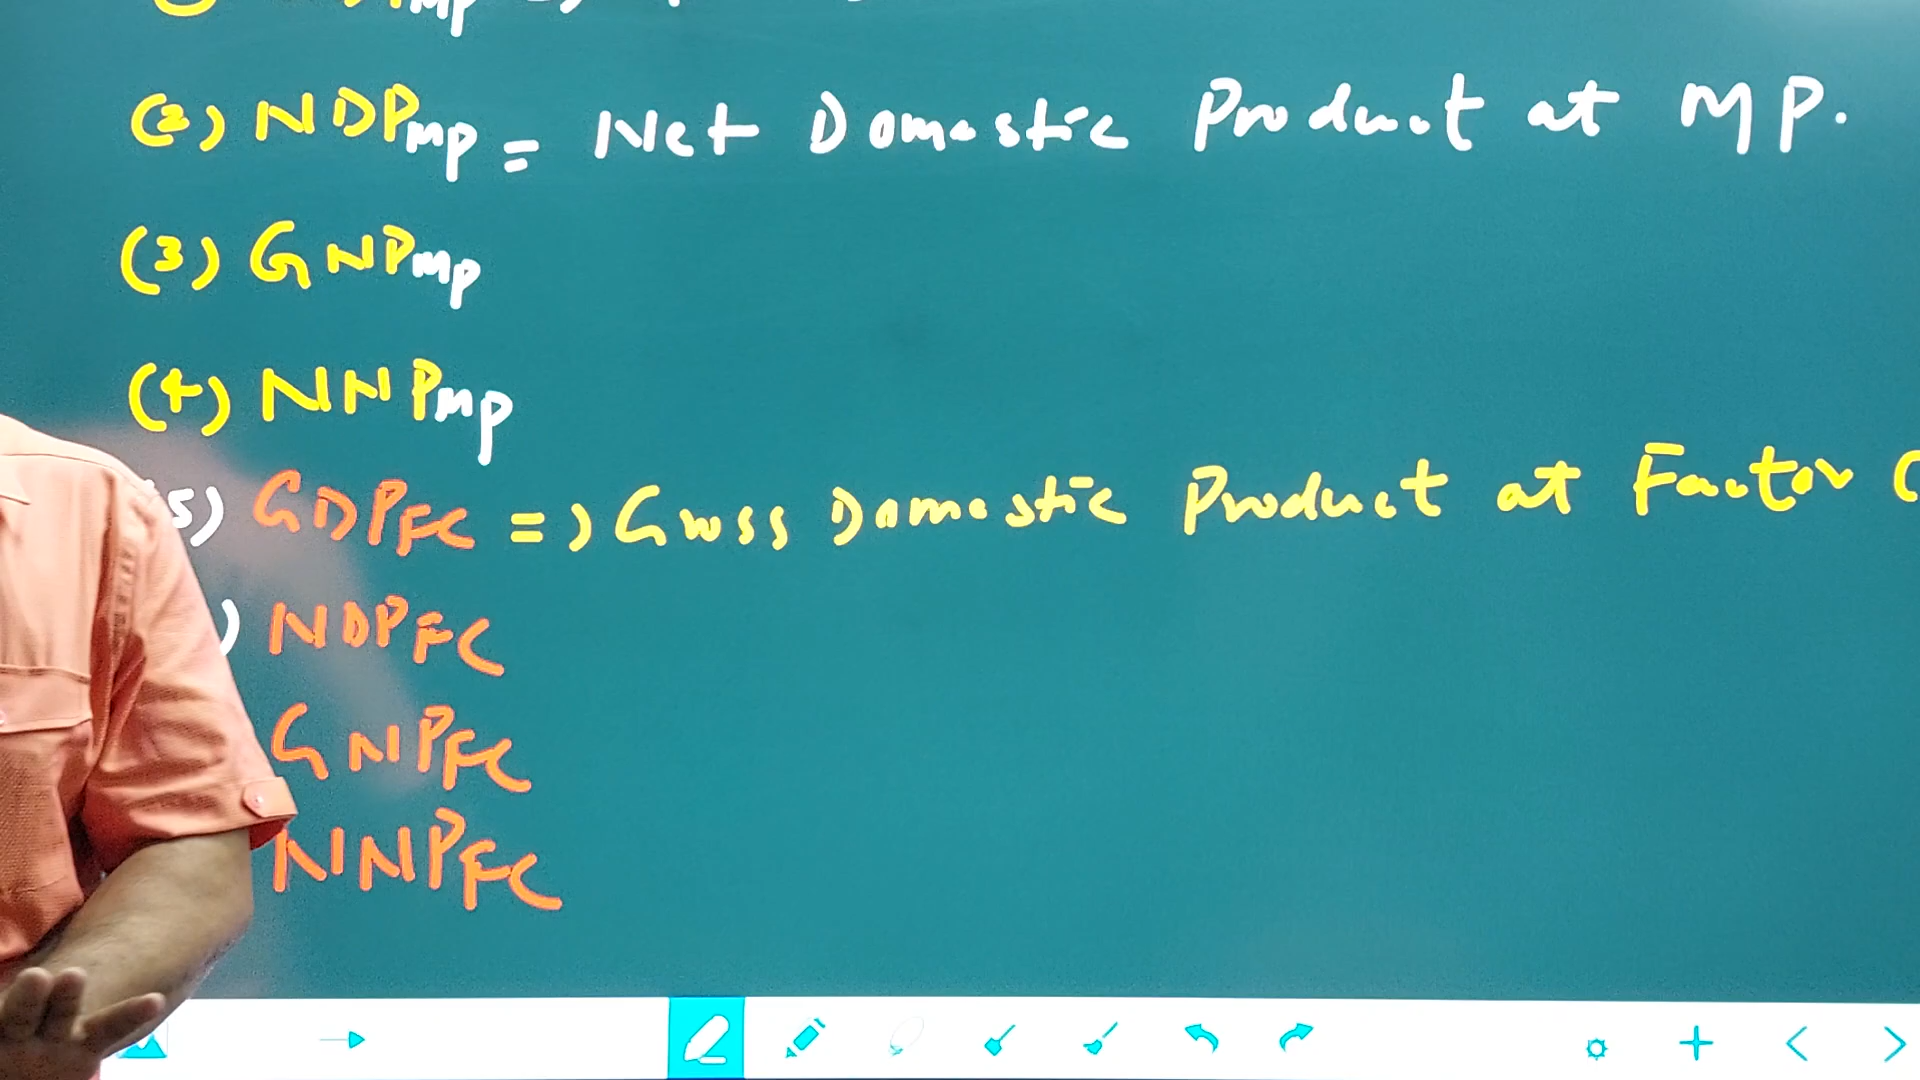 (2) NDPMP = Net Domestic Product at MP.
(3) GNPMP
(4) NNPMP
5) GDPFC => Gross Domestic Product at Factor
) NDPFC
GNPFC
NNPFC